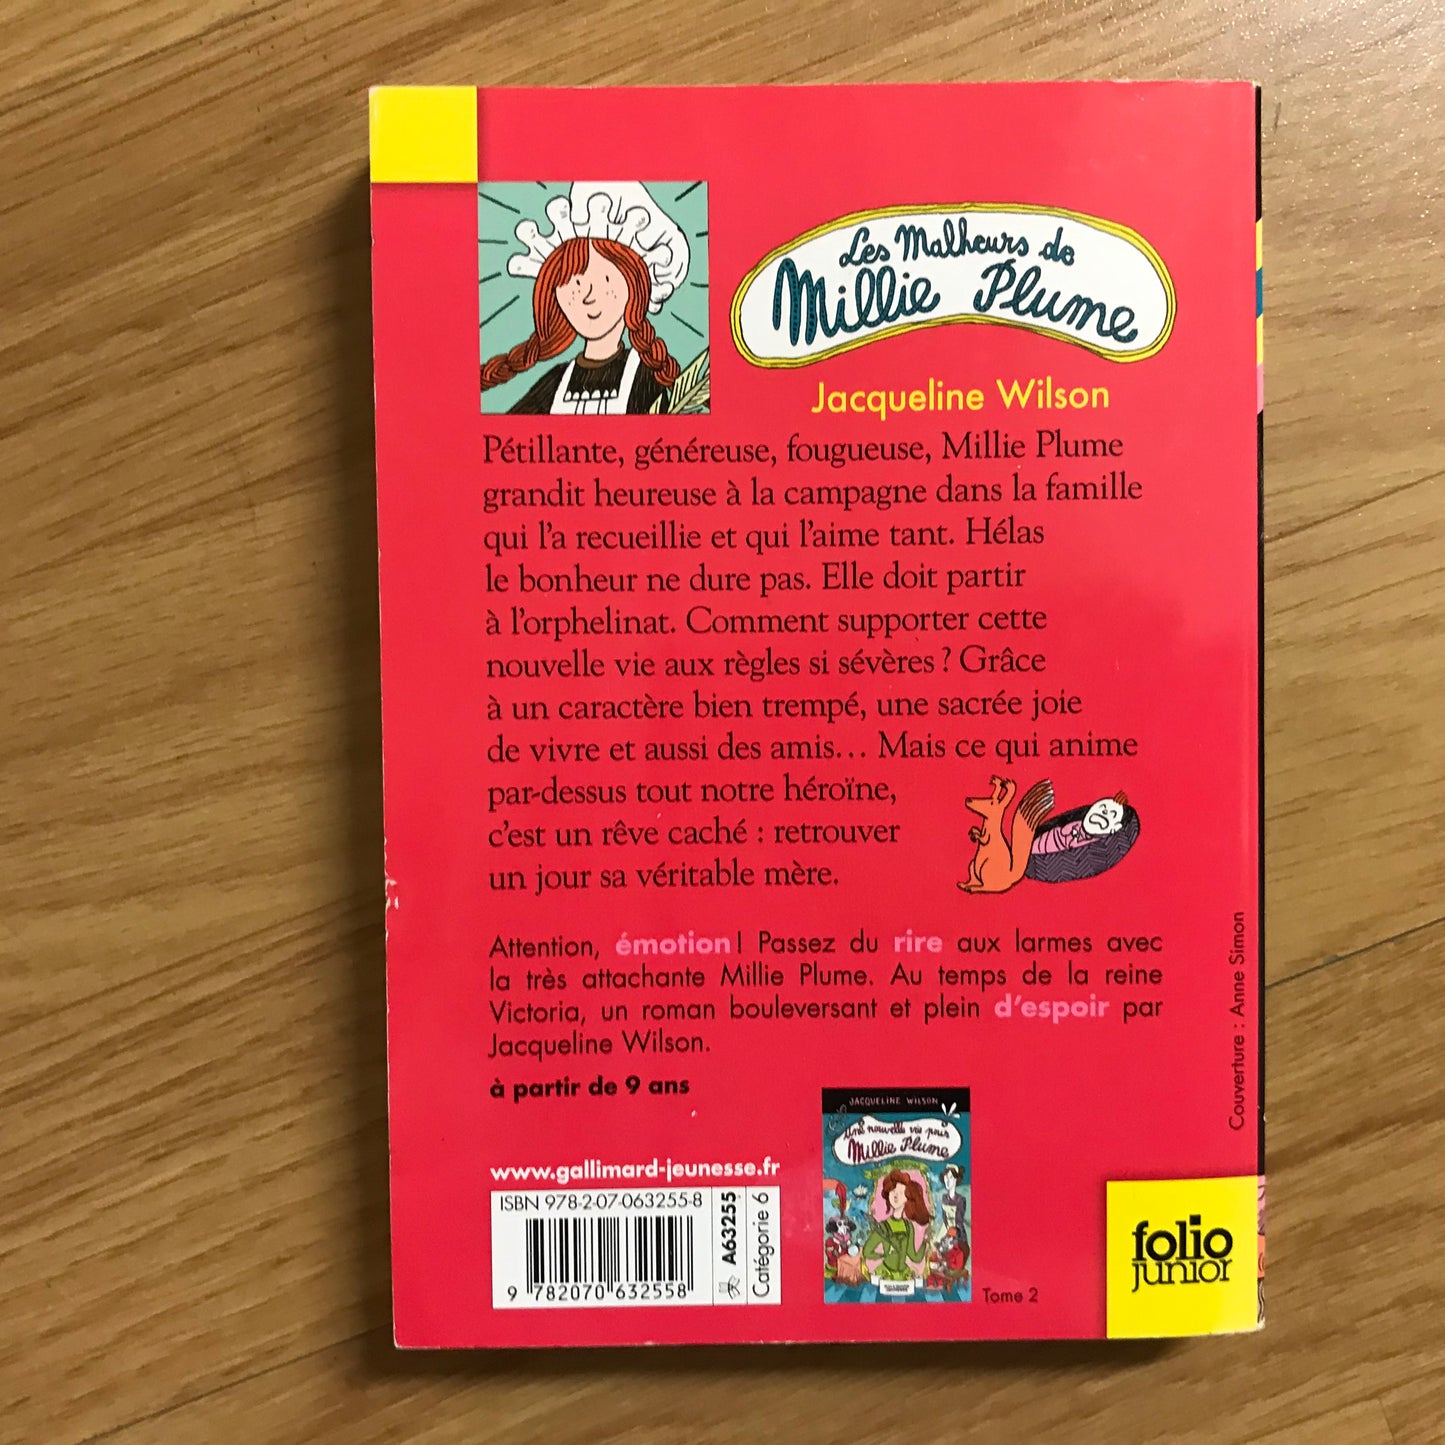 Les Malheurs de
Millie Plume
Jacqueline Wilson
Pétillante, généreuse, fougueuse, Millie Plume
grandit heureuse à la campagne dans la famille
qui l'a recueillie et qui l'aime tant. Hélas
le bonheur ne dure pas. Elle doit partir
à l'orphelinat. Comment supporter cette
nouvelle vie aux règles si sévères ? Grâce
à un caractère bien trempé, une sacrée joie
de vivre et aussi des amis... Mais ce qui anime
par-dessus tout notre héroïne,
c'est un rêve caché : retrouver
un jour sa véritable mère.
Attention, émotion ! Passez du rire aux larmes avec
la très attachante Millie Plume. Au temps de la reine
Victoria, un roman bouleversant et plein d'espoir par
Jacqueline Wilson.
à partir de 9 ans
www.gallimard-jeunesse.fr
ISBN 978-2-07-063255-8
9 782070 632558
A63255
Catégorie 6
JACQUELINE WILSON
Une nouvelle vie pour
Millie Plume
Tome 2
folio
junior
Couverture : Anne Simon